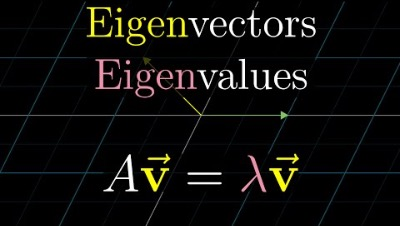 Eigenvectors
Eigenvalues
Av⃗ = λv⃗